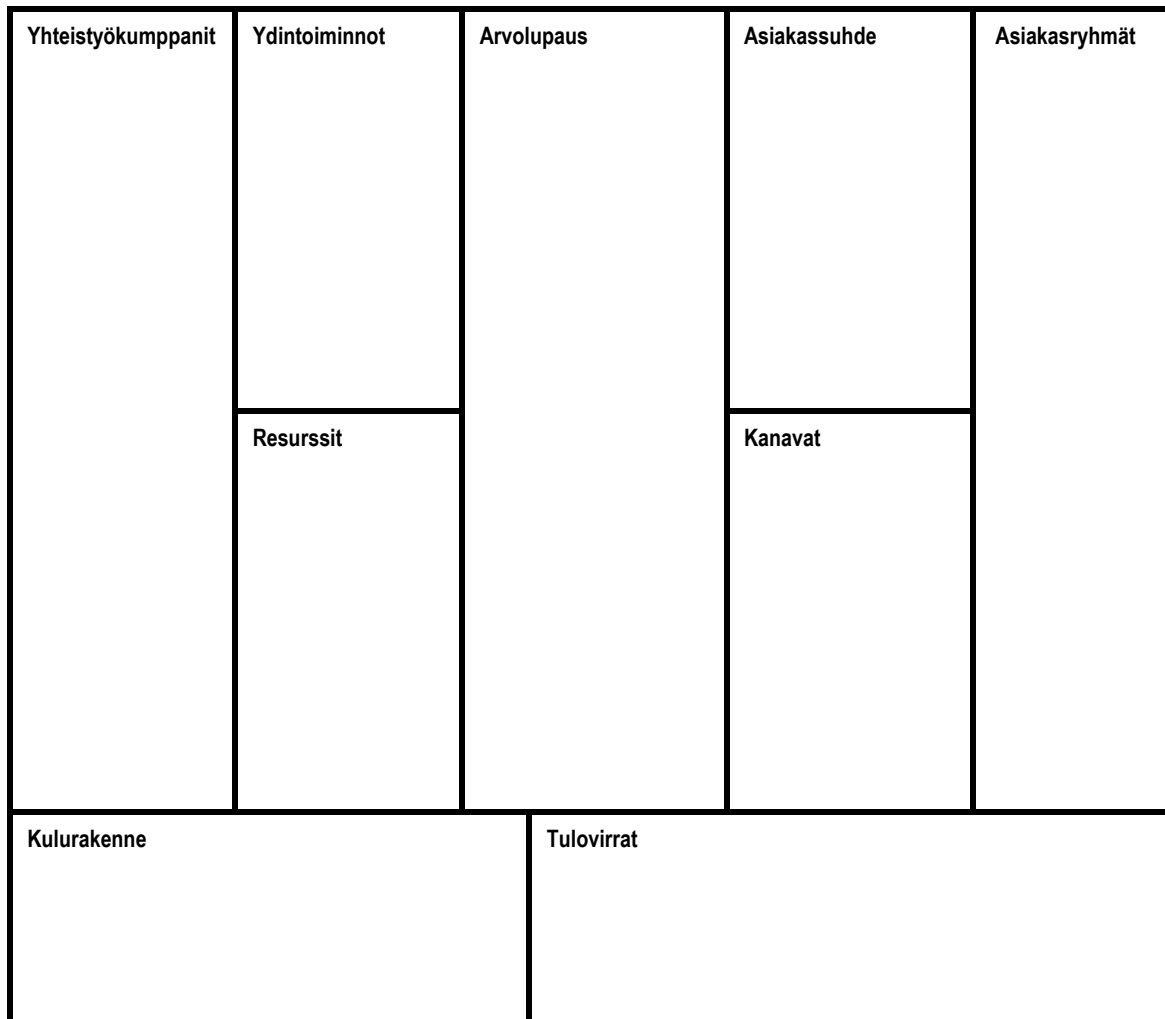 Yhteistyökumppanit
Ydintoiminnot
Arvolupaus
Asiakassuhde
Asiakasryhmät
Resurssit
Kanavat
Kulurakenne
Tulovirrat